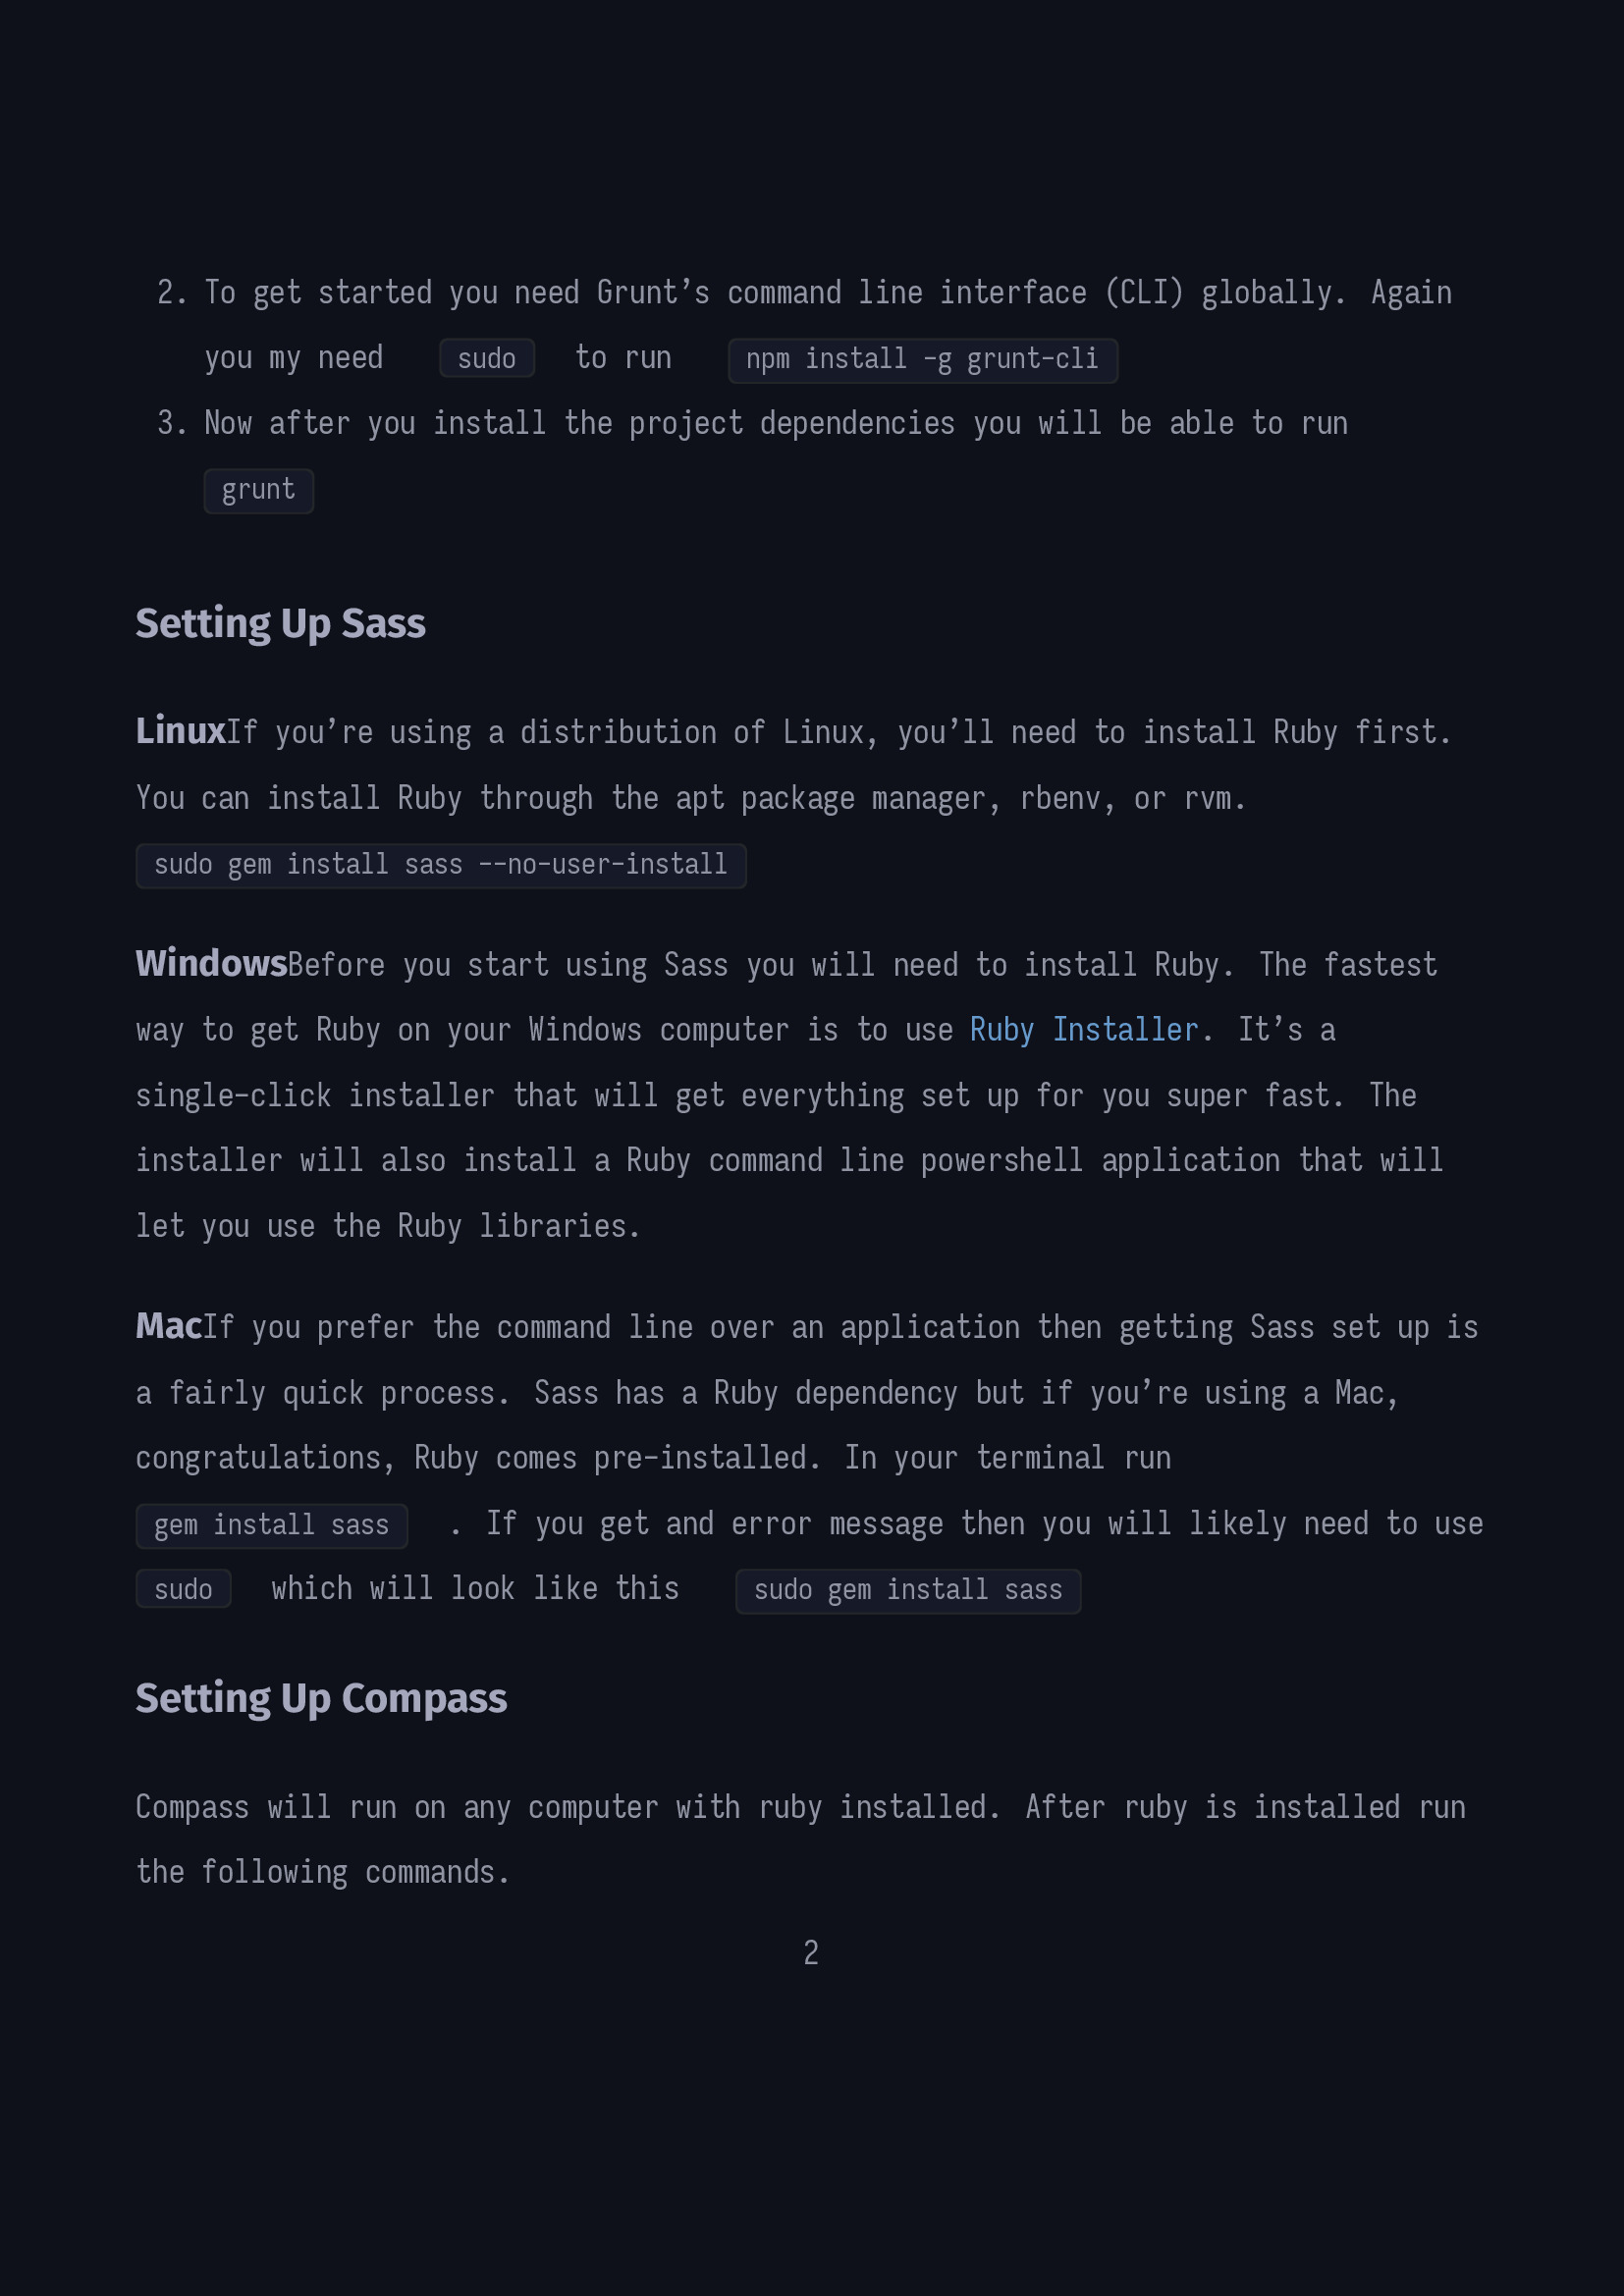 2. To get started you need Grunt’s command line interface (CLI) globally. Again
you my need sudo to run npm install -g grunt-cli
3. Now after you install the project dependencies you will be able to run
grunt
Setting Up Sass
LinuxIf you’re using a distribution of Linux, you’ll need to install Ruby first.
You can install Ruby through the apt package manager, rbenv, or rvm.
sudo gem install sass --no-user-install
WindowsBefore you start using Sass you will need to install Ruby. The fastest
way to get Ruby on your Windows computer is to use Ruby Installer. It’s a
single-click installer that will get everything set up for you super fast. The
installer will also install a Ruby command line powershell application that will
let you use the Ruby libraries.
MacIf you prefer the command line over an application then getting Sass set up is
a fairly quick process. Sass has a Ruby dependency but if you’re using a Mac,
congratulations, Ruby comes pre-installed. In your terminal run
gem install sass . If you get and error message then you will likely need to use
sudo which will look like this sudo gem install sass
Setting Up Compass
Compass will run on any computer with ruby installed. After ruby is installed run
the following commands.
2